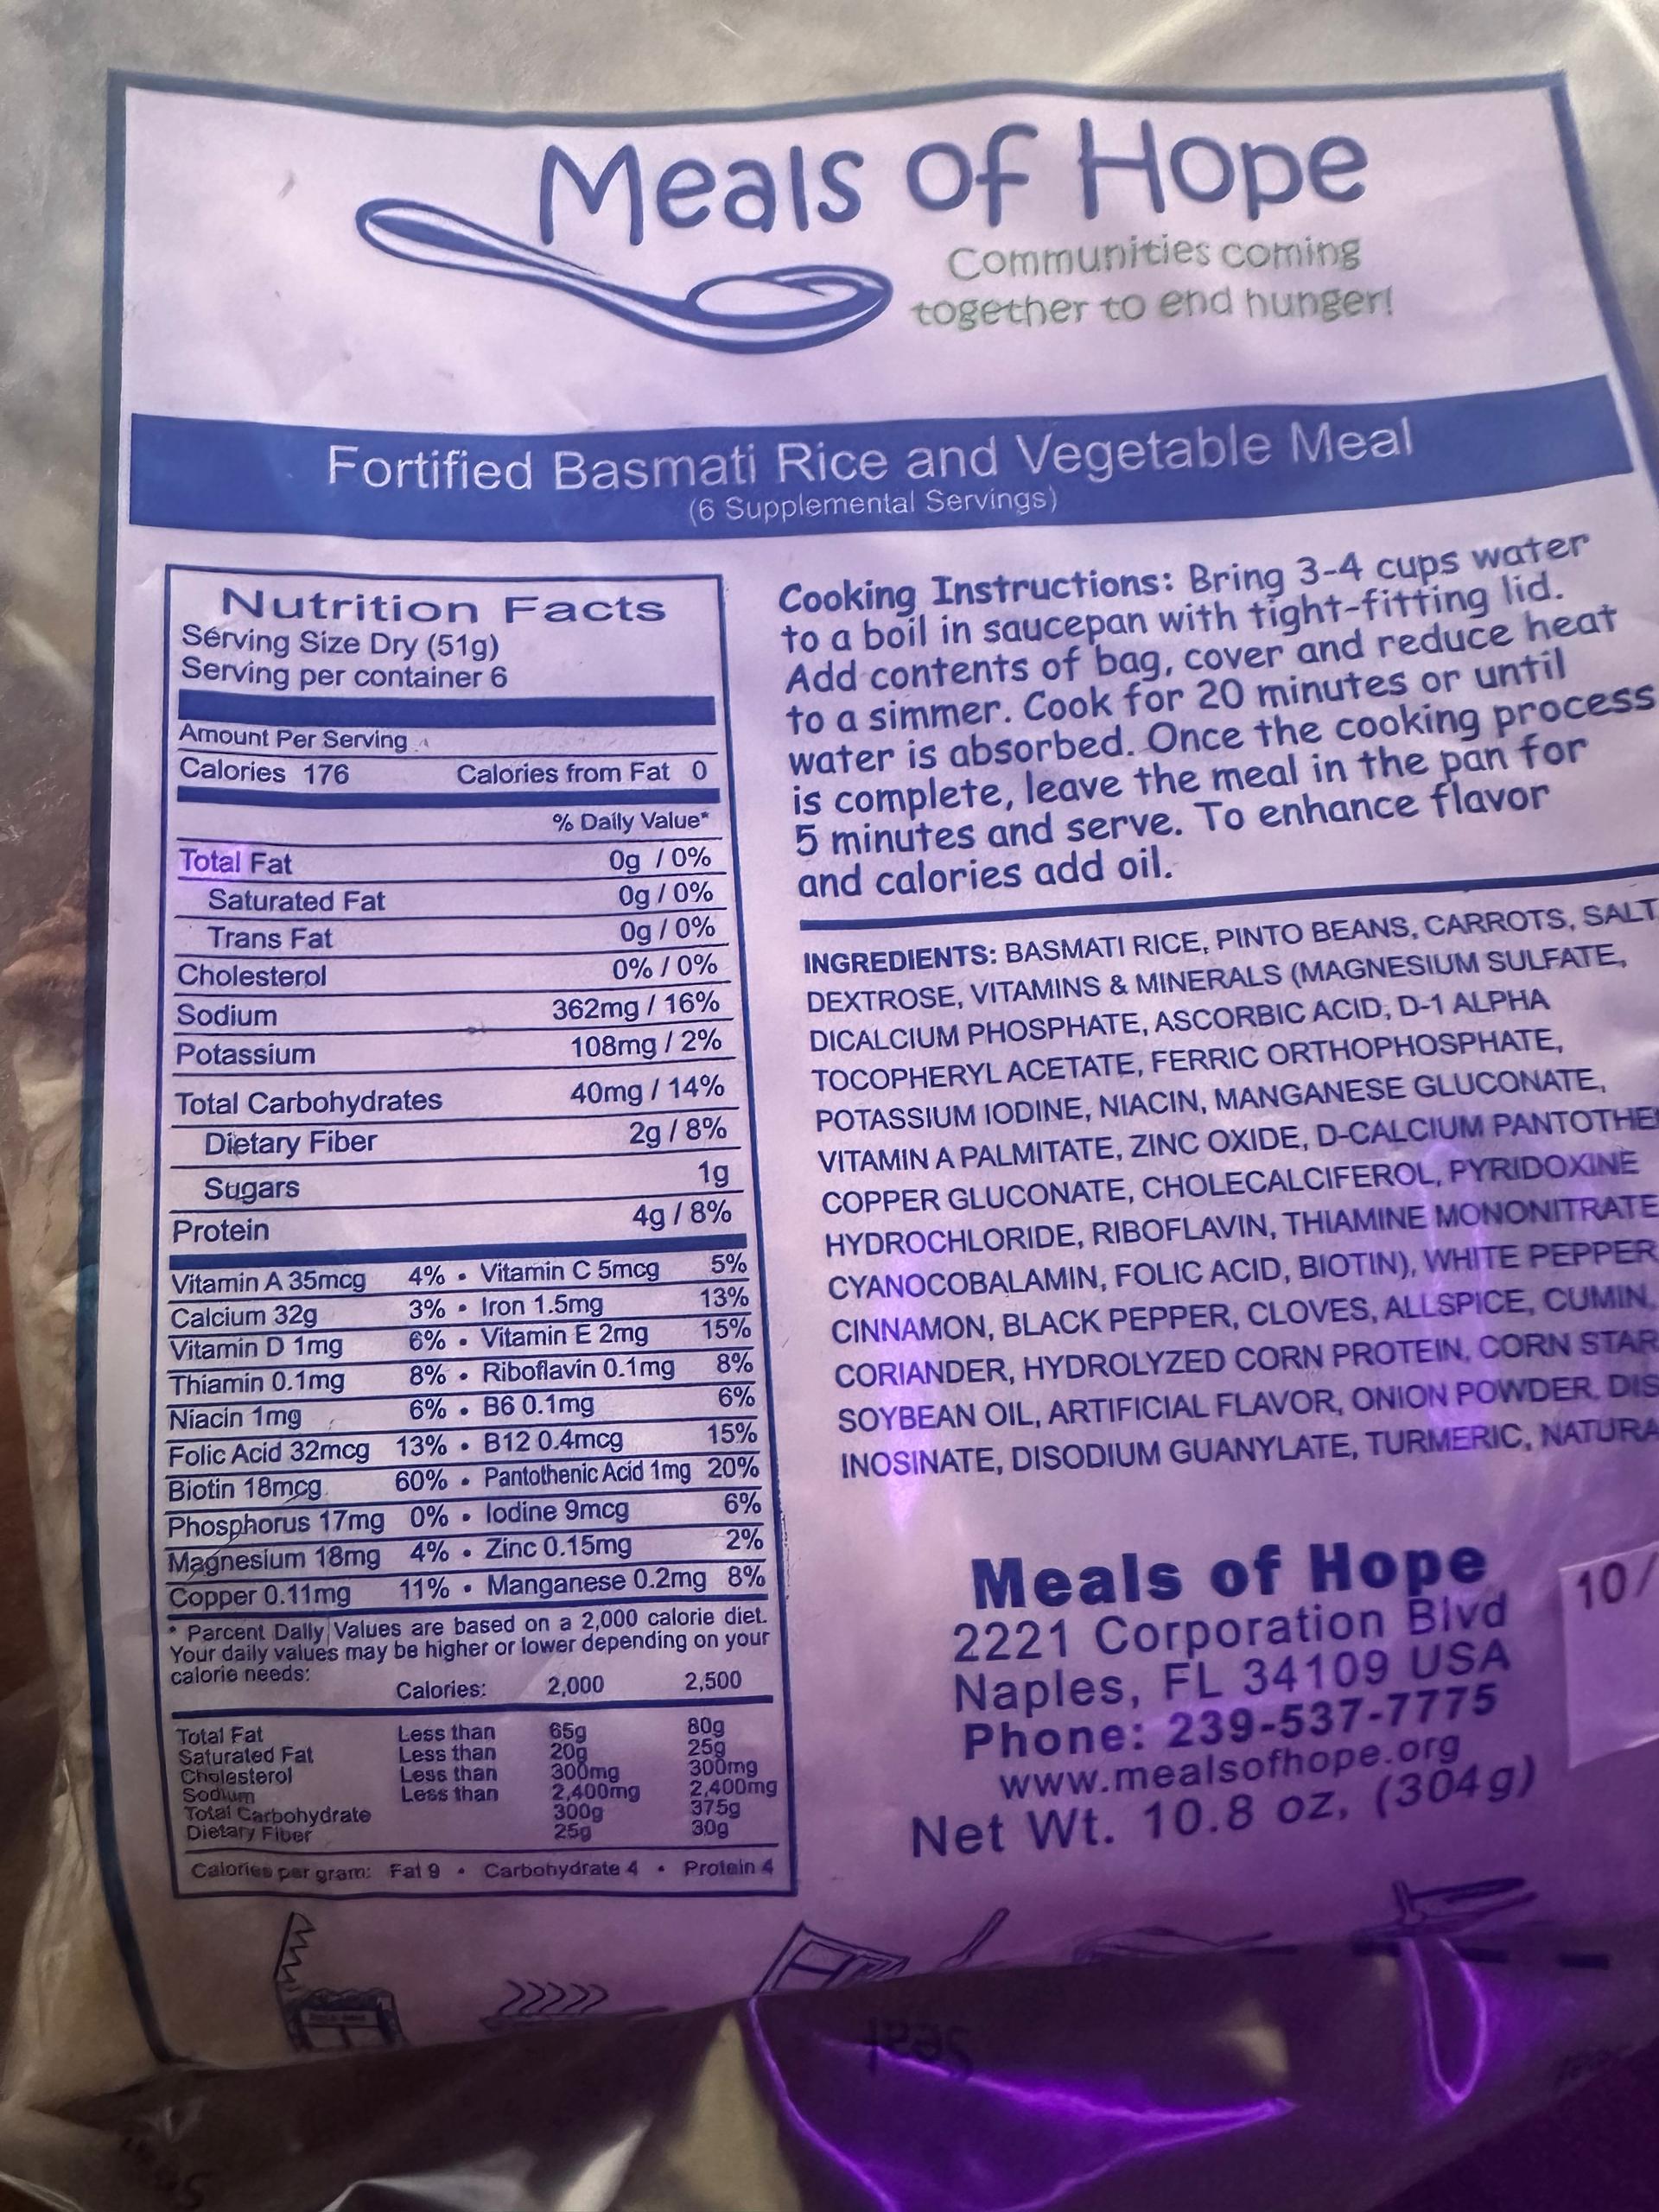 Meals of Hope
Communities coming
together to end hunger!
Fortified Basmati Rice and Vegetable Meal
(6 Supplemental Servings)
Nutrition Facts
Serving Size Dry (51g)
Serving per container 6
Amount Per Serving
Calories 176 Calories from Fat 0
% Daily Value*
Total Fat 0g / 0%
Saturated Fat 0g / 0%
Trans Fat 0g / 0%
Cholesterol 0% / 0%
Sodium 362mg / 16%
Potassium 108mg / 2%
Total Carbohydrates 40mg / 14%
Dietary Fiber 2g / 8%
Sugars 1g
Protein 4g / 8%
Vitamin A 35mcg 4% • Vitamin C 5mcg 5%
Calcium 32g 3% • Iron 1.5mg 13%
Vitamin D 1mg 6% • Vitamin E 2mg 15%
Thiamin 0.1mg 8% • Riboflavin 0.1mg 8%
Niacin 1mg 6% • B6 0.1mg 6%
Folic Acid 32mcg 13% • B12 0.4mcg 15%
Biotin 18mcg 60% • Pantothenic Acid 1mg 20%
Phosphorus 17mg 0% • Iodine 9mcg 6%
Magnesium 18mg 4% • Zinc 0.15mg 2%
Copper 0.11mg 11% • Manganese 0.2mg 8%
* Parcent Daily Values are based on a 2,000 calorie diet.
Your daily values may be higher or lower depending on your
calorie needs:
Calories: 2,000 2,500
Total Fat Less than 65g 80g
Saturated Fat Less than 20g 25g
Cholesterol Less than 300mg 300mg
Sodium Less than 2,400mg 2,400mg
Total Carbohydrate 300g 375g
Dietary Fiber 25g 30g
Calories per gram: Fat 9 • Carbohydrate 4 • Protein 4
Cooking Instructions: Bring 3-4 cups water
to a boil in saucepan with tight-fitting lid.
Add contents of bag, cover and reduce heat
to a simmer. Cook for 20 minutes or until
water is absorbed. Once the cooking process
is complete, leave the meal in the pan for
5 minutes and serve. To enhance flavor
and calories add oil.
INGREDIENTS: BASMATI RICE, PINTO BEANS, CARROTS, SALT,
DEXTROSE, VITAMINS & MINERALS (MAGNESIUM SULFATE,
DICALCIUM PHOSPHATE, ASCORBIC ACID, D-1 ALPHA
TOCOPHERYL ACETATE, FERRIC ORTHOPHOSPHATE,
POTASSIUM IODINE, NIACIN, MANGANESE GLUCONATE,
VITAMIN A PALMITATE, ZINC OXIDE, D-CALCIUM PANTOTHE
COPPER GLUCONATE, CHOLECALCIFEROL, PYRIDOXINE
HYDROCHLORIDE, RIBOFLAVIN, THIAMINE MONONITRATE
CYANOCOBALAMIN, FOLIC ACID, BIOTIN), WHITE PEPPER
CINNAMON, BLACK PEPPER, CLOVES, ALLSPICE, CUMIN,
CORIANDER, HYDROLYZED CORN PROTEIN, CORN STAR
SOYBEAN OIL, ARTIFICIAL FLAVOR, ONION POWDER, DIS
INOSINATE, DISODIUM GUANYLATE, TURMERIC, NATURA
Meals of Hope
2221 Corporation Blvd
Naples, FL 34109 USA
Phone: 239-537-7775
www.mealsofhope.org
Net Wt. 10.8 oz, (304g)
10/
seal